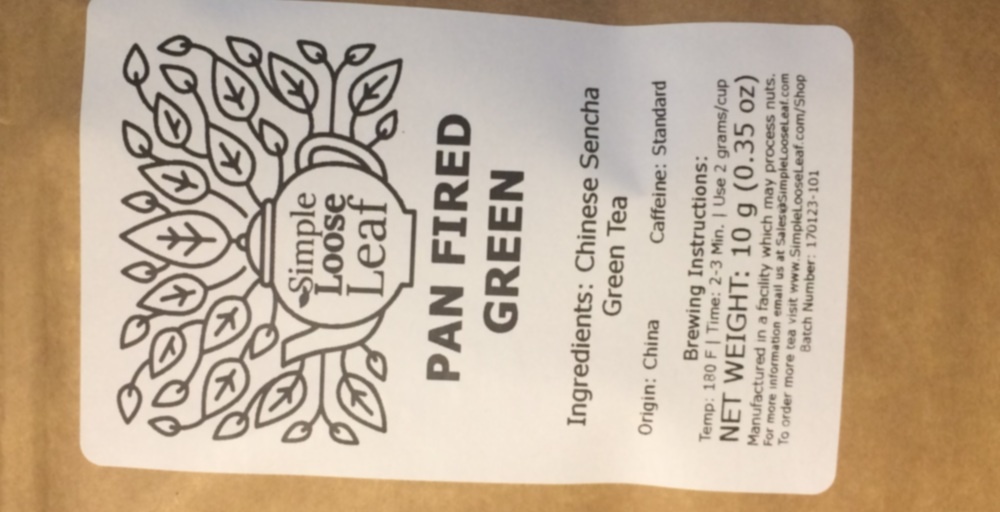 Simple
Loose
Leaf
PAN FIRED
GREEN
Ingredients: Chinese Sencha
Green Tea
Origin: China Caffeine: Standard
Brewing Instructions:
Temp: 180 F | Time: 2-3 Min. | Use 2 grams/cup
NET WEIGHT: 10 g (0.35 oz)
Manufactured in a facility which may process nuts.
For more information email us at Sales@SimpleLooseLeaf.com
To order more tea visit www.SimpleLooseLeaf.com/Shop
Batch Number: 170123-101